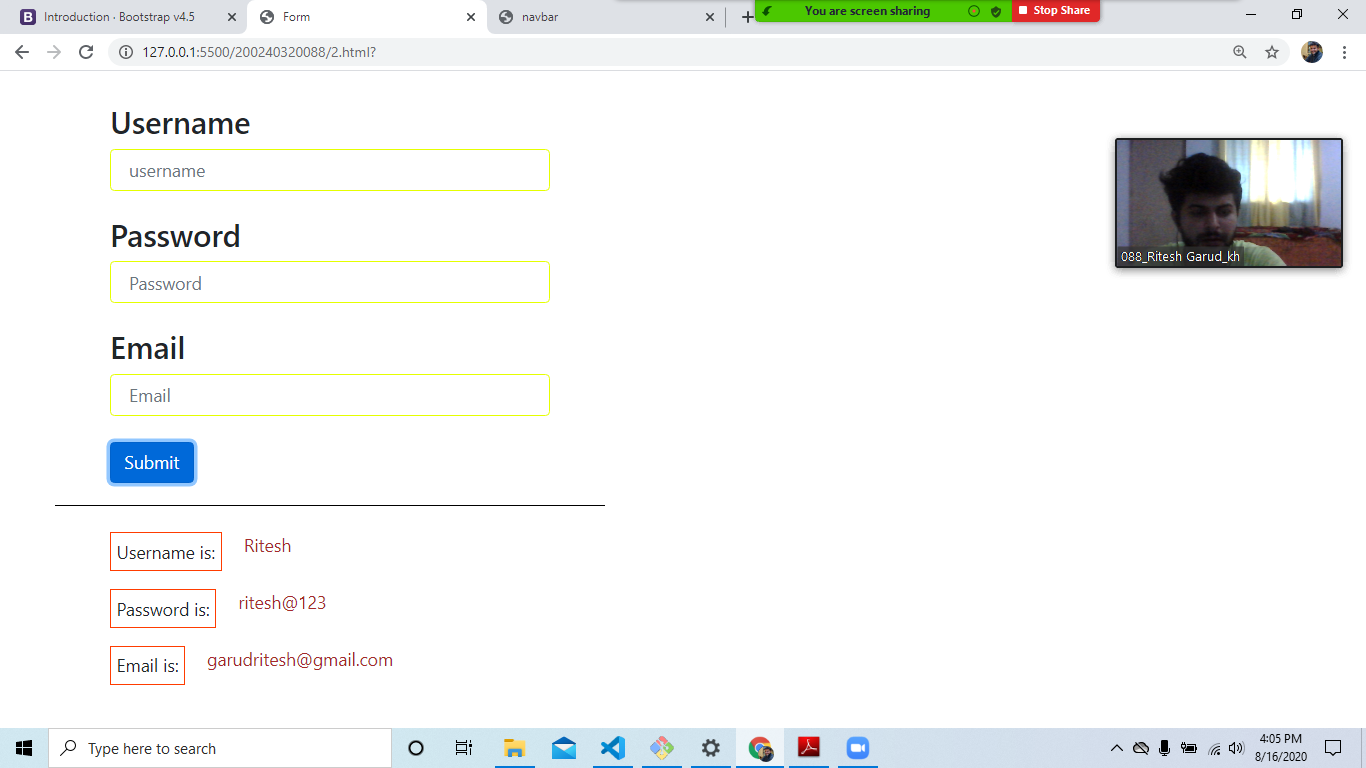 Introduction · Bootstrap v4.5
Form
navbar
You are screen sharing
Stop Share
127.0.0.1:5500/200240320088/2.html?
Username
username
Password
Password
Email
Email
Submit
Username is: Ritesh
Password is: ritesh@123
Email is: garudritesh@gmail.com
088_Ritesh Garud_kh
Type here to search
4:05 PM
8/16/2020